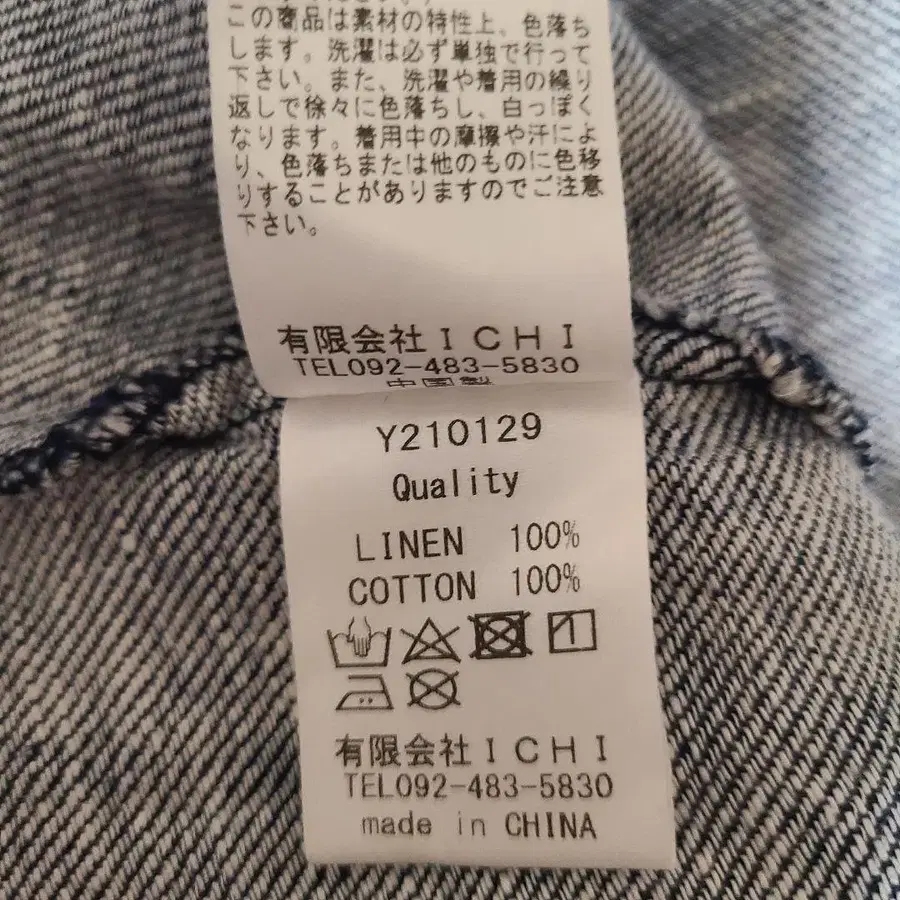 この商品は素材の特性上、色落ち
します。洗濯は必ず単独で行って
下さい。また、洗濯や着用の繰り
返しで徐々に色落ちし、白っぽく
なります。着用中の摩擦や汗によ
り、色落ちまたは他のものに色移
りすることがありますのでご注意
下さい。
有限会社ICHI
TEL092-483-5830
中国製
Y210129
Quality
LINEN 100%
COTTON 100%
有限会社ICHI
TEL092-483-5830
made in CHINA